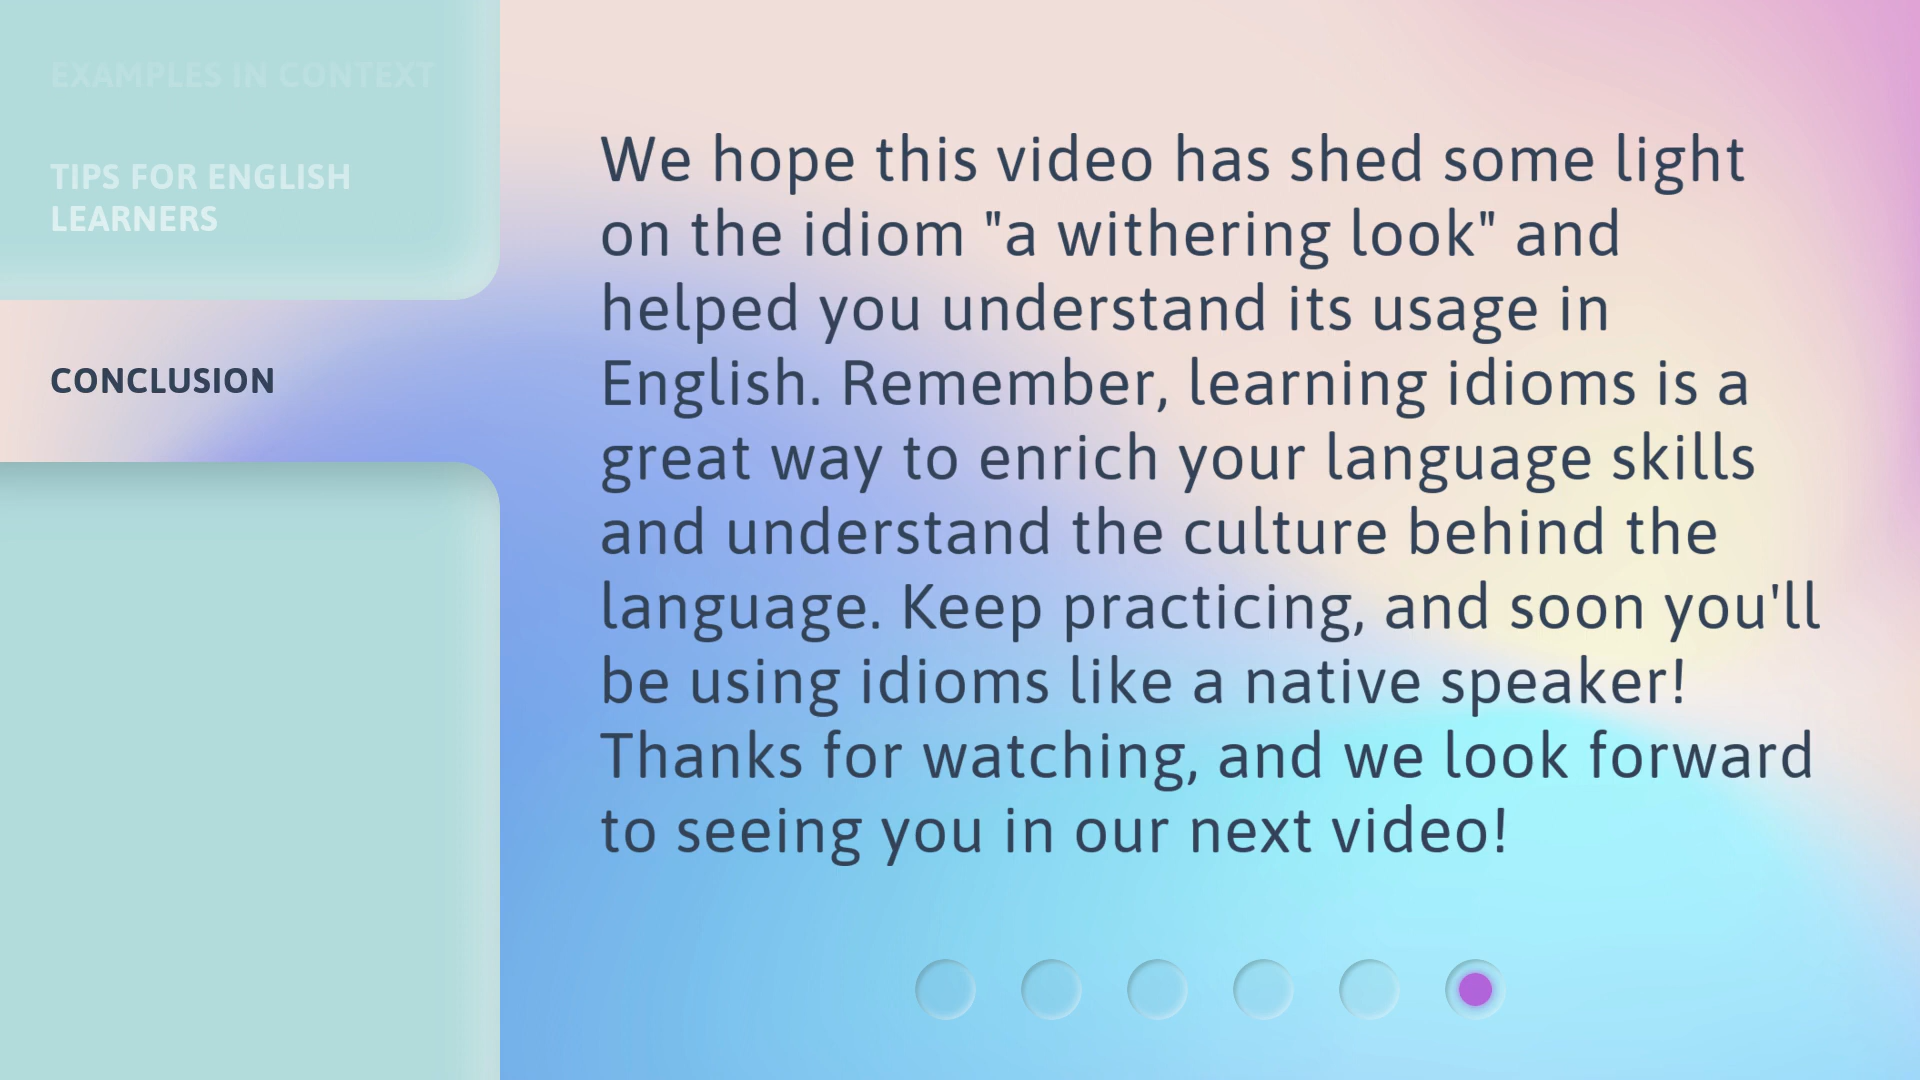 EXAMPLES IN CONTEXT
TIPS FOR ENGLISH
LEARNERS
CONCLUSION
We hope this video has shed some light
on the idiom "a withering look" and
helped you understand its usage in
English. Remember, learning idioms is a
great way to enrich your language skills
and understand the culture behind the
language. Keep practicing, and soon you'll
be using idioms like a native speaker!
Thanks for watching, and we look forward
to seeing you in our next video!